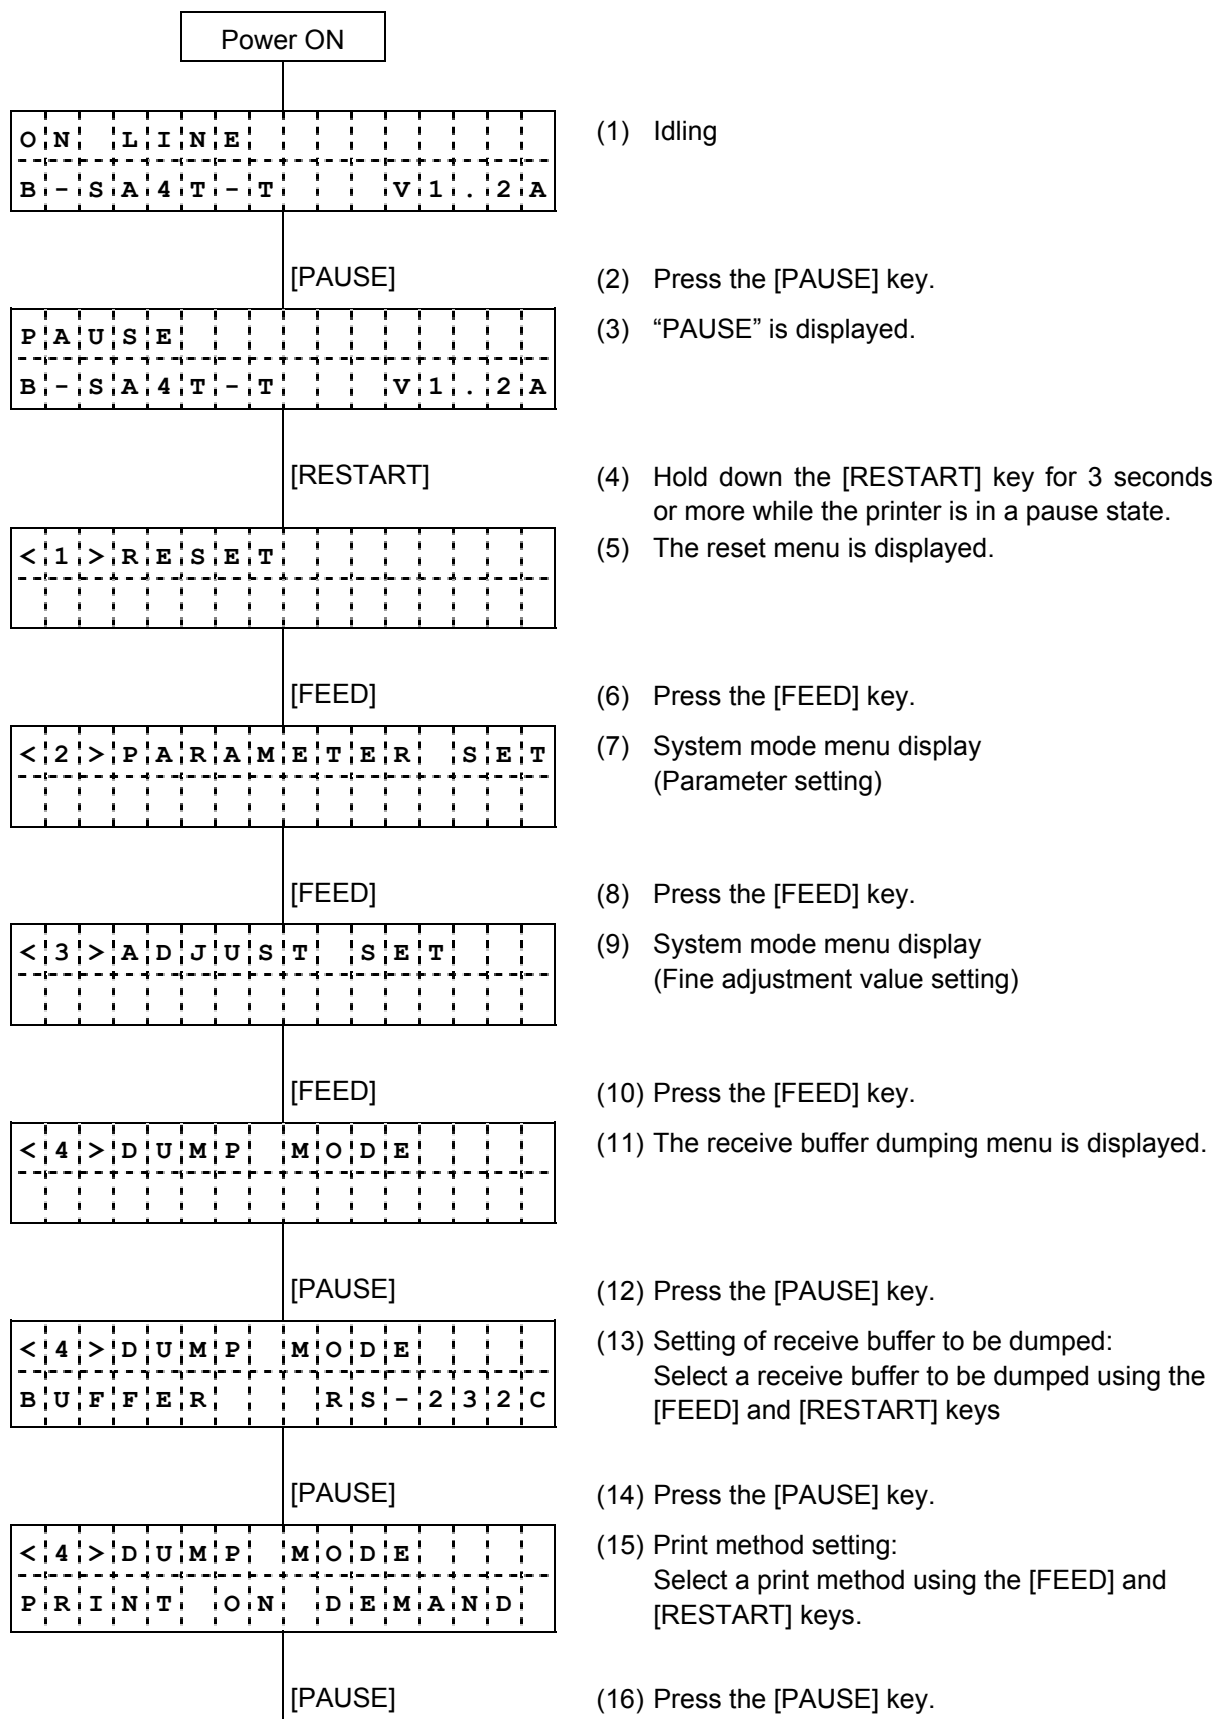 Power ON
ON LINE
B-SA4T-T   V1.2A
(1) Idling
[PAUSE]
(2) Press the [PAUSE] key.
PAUSE
B-SA4T-T   V1.2A
(3) “PAUSE” is displayed.
[RESTART]
(4) Hold down the [RESTART] key for 3 seconds
or more while the printer is in a pause state.
<1>RESET
(5) The reset menu is displayed.
[FEED]
(6) Press the [FEED] key.
<2>PARAMETER SET
(7) System mode menu display
(Parameter setting)
[FEED]
(8) Press the [FEED] key.
<3>ADJUST SET
(9) System mode menu display
(Fine adjustment value setting)
[FEED]
(10) Press the [FEED] key.
<4>DUMP MODE
(11) The receive buffer dumping menu is displayed.
[PAUSE]
(12) Press the [PAUSE] key.
<4>DUMP MODE
BUFFER   RS-232C
(13) Setting of receive buffer to be dumped:
Select a receive buffer to be dumped using the
[FEED] and [RESTART] keys
[PAUSE]
(14) Press the [PAUSE] key.
<4>DUMP MODE
PRINT ON DEMAND
(15) Print method setting:
Select a print method using the [FEED] and
[RESTART] keys.
[PAUSE]
(16) Press the [PAUSE] key.